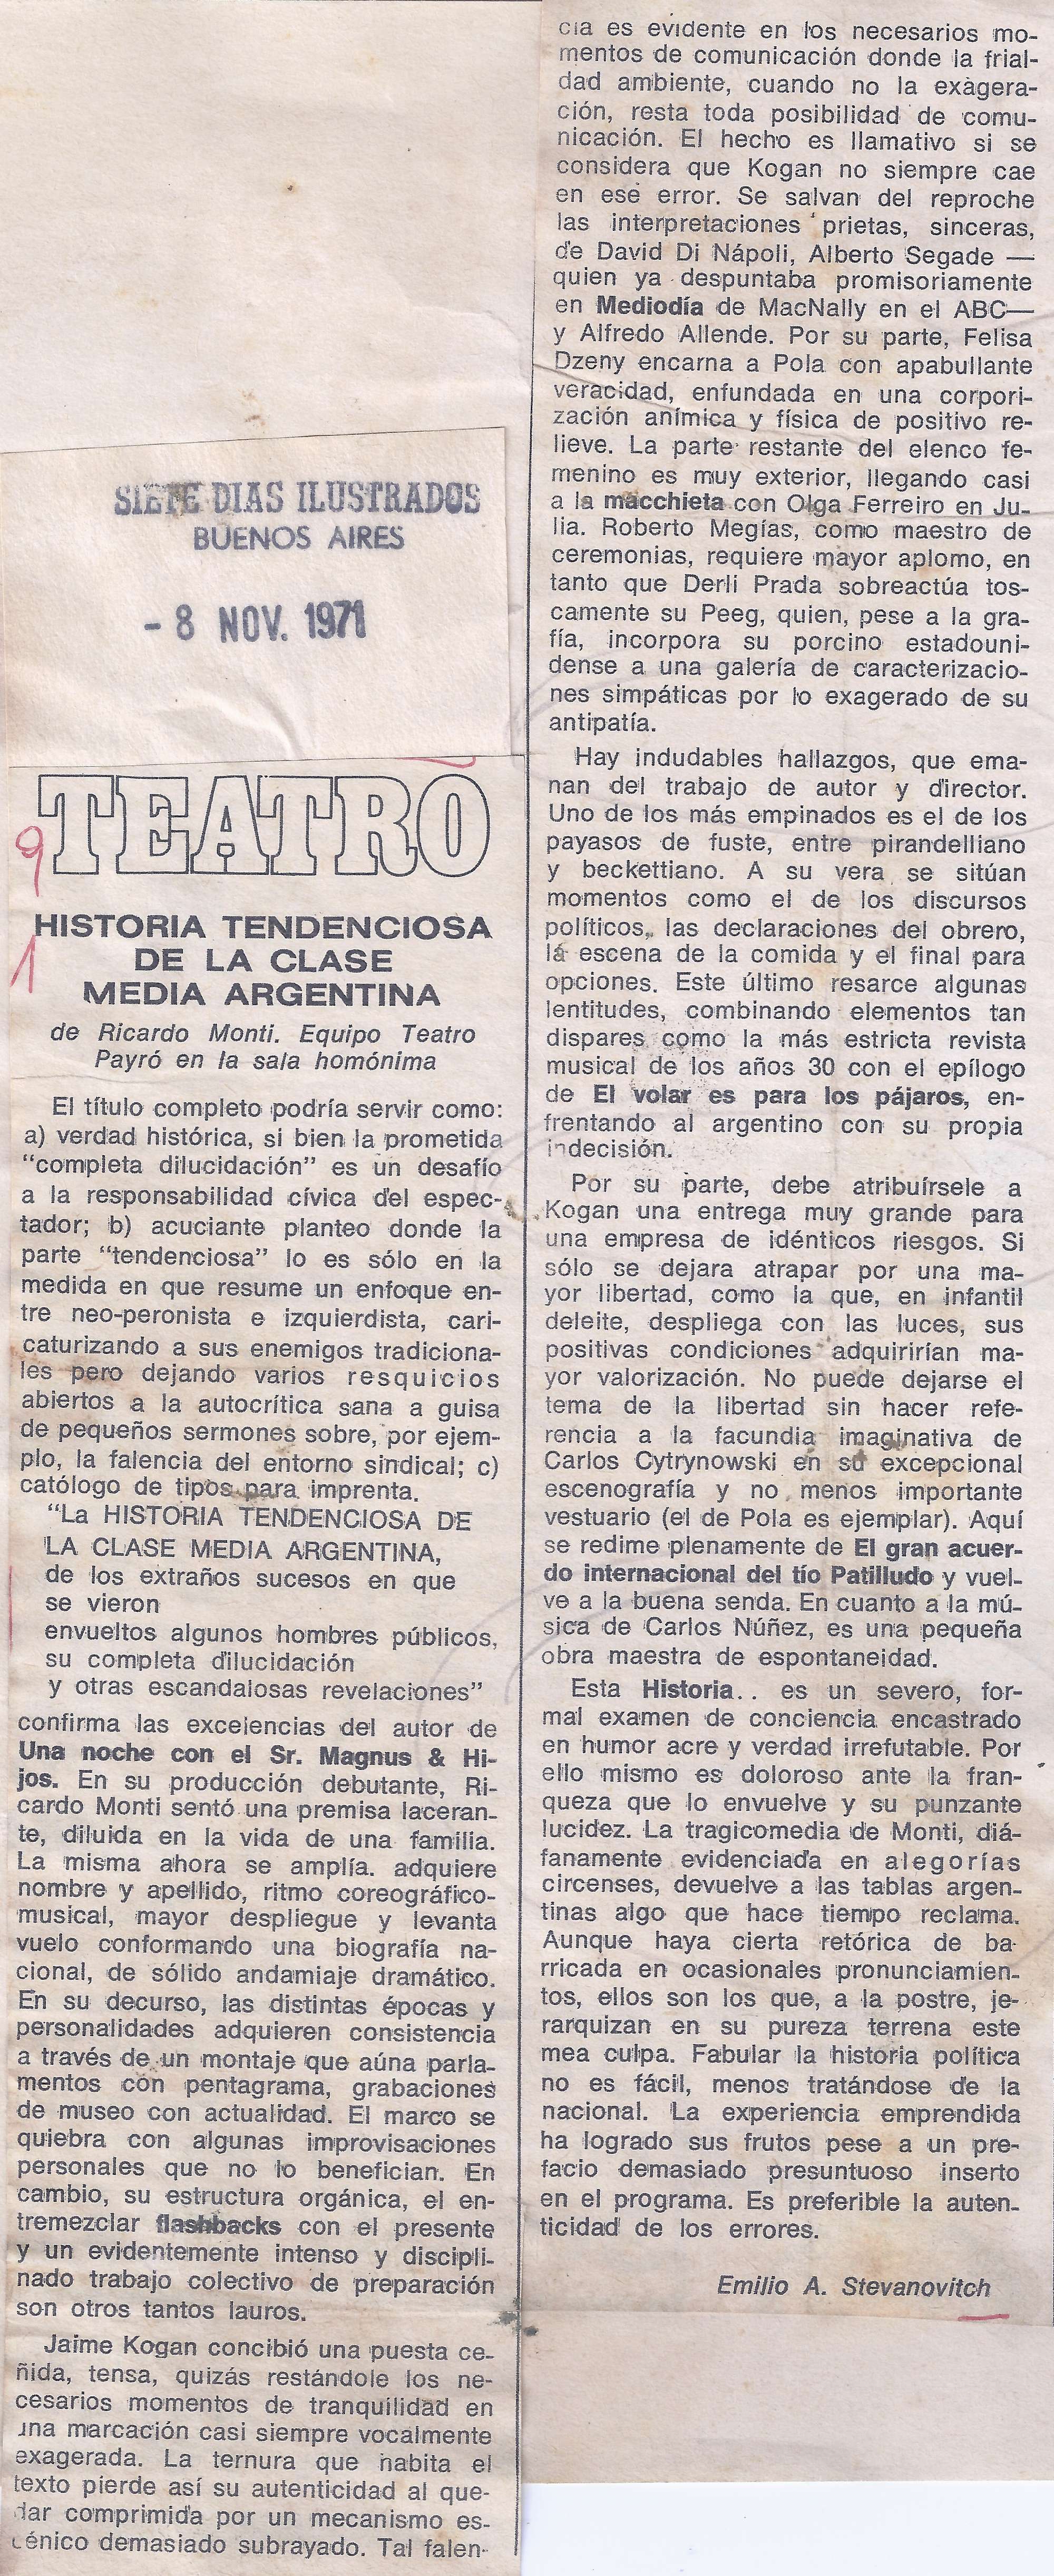 SIETE DIAS ILUSTRADOS
BUENOS AIRES
- 8 NOV. 1971
TEATRO
9
HISTORIA TENDENCIOSA
DE LA CLASE
MEDIA ARGENTINA
1
de Ricardo Monti. Equipo Teatro
Payró en la sala homónima
El título completo podría servir como:
a) verdad histórica, si bien la prometida
“completa dilucidación” es un desafío
a la responsabilidad cívica del espec-
tador; b) acuciante planteo donde la
parte “tendenciosa” lo es sólo en la
medida en que resume un enfoque en-
tre neo-peronista e izquierdista, cari-
caturizando a sus enemigos tradiciona-
les pero dejando varios resquicios
abiertos a la autocrítica sana a guisa
de pequeños sermones sobre, por ejem-
plo, la falencia del entorno sindical; c)
católogo de tipos para imprenta.
“La HISTORIA TENDENCIOSA DE
LA CLASE MEDIA ARGENTINA,
de los extraños sucesos en que
se vieron
envueltos algunos hombres públicos,
su completa dilucidación
y otras escandalosas revelaciones”
confirma las excelencias del autor de
Una noche con el Sr. Magnus & Hi-
jos. En su producción debutante, Ri-
cardo Monti sentó una premisa laceran-
te, diluida en la vida de una familia.
La misma ahora se amplía. adquiere
nombre y apellido, ritmo coreográfico-
musical, mayor despliegue y levanta
vuelo conformando una biografía na-
cional, de sólido andamiaje dramático.
En su decurso, las distintas épocas y
personalidades adquieren consistencia
a través de un montaje que aúna parla-
mentos con pentagrama, grabaciones
de museo con actualidad. El marco se
quiebra con algunas improvisaciones
personales que no lo benefician. En
cambio, su estructura orgánica, el en-
tremezclar flashbacks con el presente
y un evidentemente intenso y discipli-
nado trabajo colectivo de preparación
son otros tantos lauros.
Jaime Kogan concibió una puesta ce-
ñida, tensa, quizás restándole los ne-
cesarios momentos de tranquilidad en
una marcación casi siempre vocalmente
exagerada. La ternura que habita el
texto pierde así su autenticidad al que-
dar comprimida por un mecanismo es-
cénico demasiado subrayado. Tal falen-
cia es evidente en los necesarios mo-
mentos de comunicación donde la frial-
dad ambiente, cuando no la exagera-
ción, resta toda posibilidad de comu-
nicación. El hecho es llamativo si se
considera que Kogan no siempre cae
en ese error. Se salvan del reproche
las interpretaciones prietas, sinceras,
de David Di Nápoli, Alberto Segade —
quien ya despuntaba promisoriamente
en Mediodía de MacNally en el ABC—
y Alfredo Allende. Por su parte, Felisa
Dzeny encarna a Pola con apabullante
veracidad, enfundada en una corpori-
zación anímica y física de positivo re-
lieve. La parte restante del elenco fe-
menino es muy exterior, llegando casi
a la macchieta con Olga Ferreiro en Ju-
lia. Roberto Megías, como maestro de
ceremonias, requiere mayor aplomo, en
tanto que Derli Prada sobreactúa tos-
camente su Peeg, quien, pese a la gra-
fía, incorpora su porcino estadouni-
dense a una galería de caracterizacio-
nes simpáticas por lo exagerado de su
antipatía.
Hay indudables hallazgos, que ema-
nan del trabajo de autor y director.
Uno de los más empinados es el de los
payasos de fuste, entre pirandelliano
y beckettiano. A su vera se sitúan
momentos como el de los discursos
políticos, las declaraciones del obrero,
la escena de la comida y el final para
opciones. Este último resarce algunas
lentitudes, combinando elementos tan
dispares como la más estricta revista
musical de los años 30 con el epílogo
de El volar es para los pájaros, en-
frentando al argentino con su propia
indecisión.
Por su parte, debe atribuírsele a
Kogan una entrega muy grande para
una empresa de idénticos riesgos. Si
sólo se dejara atrapar por una ma-
yor libertad, como la que, en infantil
deleite, despliega con las luces, sus
positivas condiciones adquirirían ma-
yor valorización. No puede dejarse el
tema de la libertad sin hacer refe-
rencia a la facundia imaginativa de
Carlos Cytrynowski en su excepcional
escenografía y no menos importante
vestuario (el de Pola es ejemplar). Aquí
se redime plenamente de El gran acuer-
do internacional del tío Patilludo y vuel-
ve a la buena senda. En cuanto a la mú-
sica de Carlos Núñez, es una pequeña
obra maestra de espontaneidad.
Esta Historia.. es un severo, for-
mal examen de conciencia encastrado
en humor acre y verdad irrefutable. Por
ello mismo es doloroso ante la fran-
queza que lo envuelve y su punzante
lucidez. La tragicomedia de Monti, diá-
fanamente evidenciada en alegorías
circenses, devuelve a las tablas argen-
tinas algo que hace tiempo reclama.
Aunque haya cierta retórica de ba-
rricada en ocasionales pronunciamien-
tos, ellos son los que, a la postre, je-
rarquizan en su pureza terrena este
mea culpa. Fabular la historia política
no es fácil, menos tratándose de la
nacional. La experiencia emprendida
ha logrado sus frutos pese a un pre-
facio demasiado presuntuoso inserto
en el programa. Es preferible la auten-
ticidad de los errores.
Emilio A. Stevanovitch